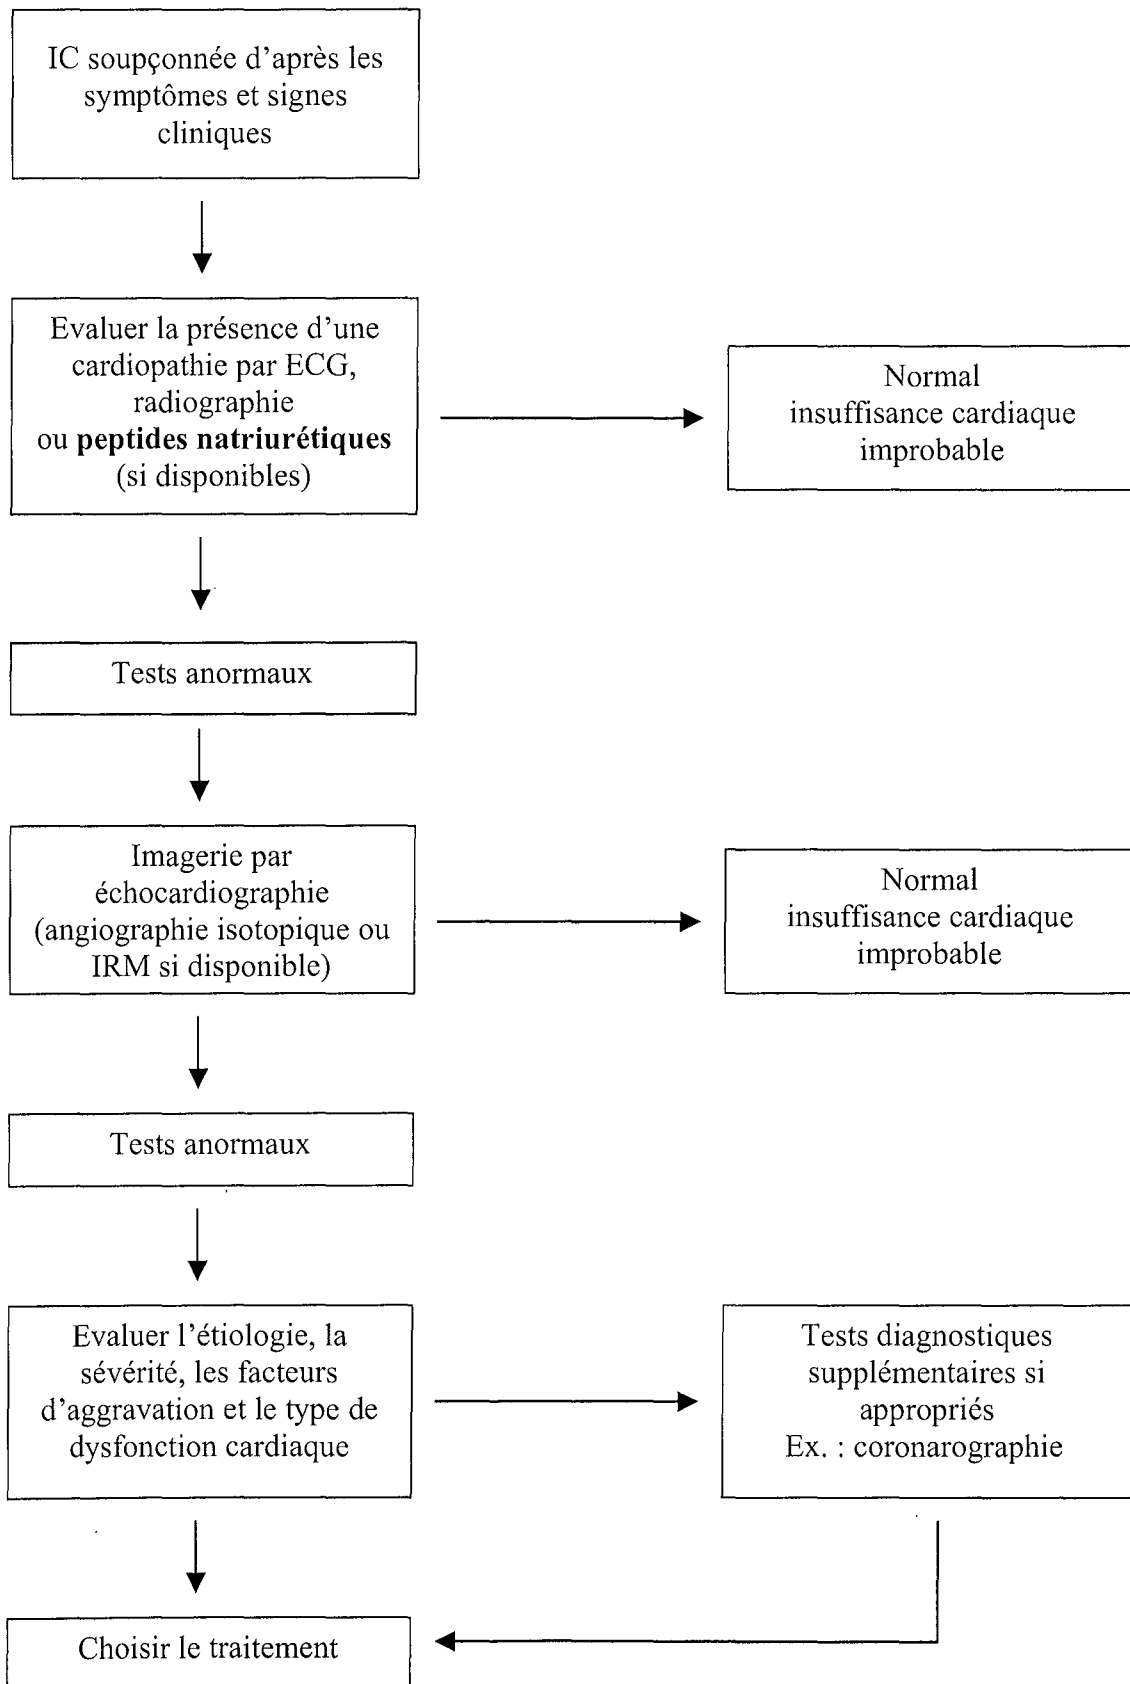 IC soupçonnée d'après les
symptômes et signes
cliniques
Evaluer la présence d'une
cardiopathie par ECG,
radiographie
ou peptides natriurétiques
(si disponibles)
Normal
insuffisance cardiaque
improbable
Tests anormaux
Imagerie par
échocardiographie
(angiographie isotopique ou
IRM si disponible)
Normal
insuffisance cardiaque
improbable
Tests anormaux
Evaluer l'étiologie, la
sévérité, les facteurs
d'aggravation et le type de
dysfonction cardiaque
Tests diagnostiques
supplémentaires si
appropriés
Ex. : coronarographie
Choisir le traitement